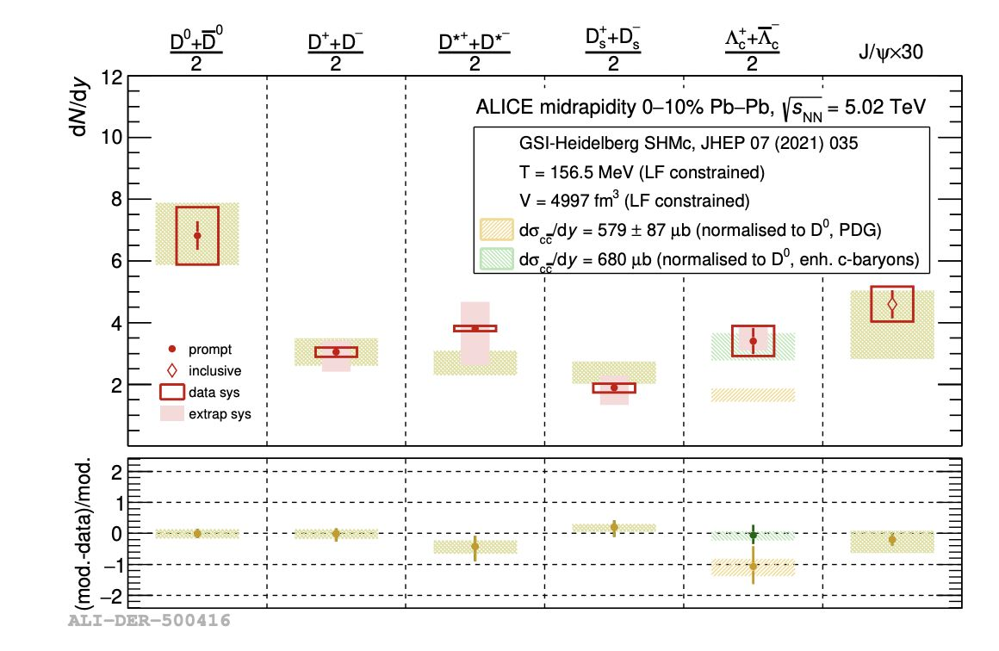 D⁰+D̅⁰ D⁺+D⁻ D*⁺+D*⁻ Dₛ⁺+Dₛ⁻ Λ_c⁺+Λ̅_c⁻
2 2 2 2 2 J/ψ×30
dN/dy
12
10
8
6
4
2
ALICE midrapidity 0–10% Pb–Pb, √s_NN = 5.02 TeV
GSI-Heidelberg SHMc, JHEP 07 (2021) 035
T = 156.5 MeV (LF constrained)
V = 4997 fm³ (LF constrained)
dσ_cc̅/dy = 579 ± 87 μb (normalised to D⁰, PDG)
dσ_cc̅/dy = 680 μb (normalised to D⁰, enh. c-baryons)
prompt
inclusive
data sys
extrap sys
(mod.-data)/mod.
2
1
0
−1
−2
ALI−DER−500416